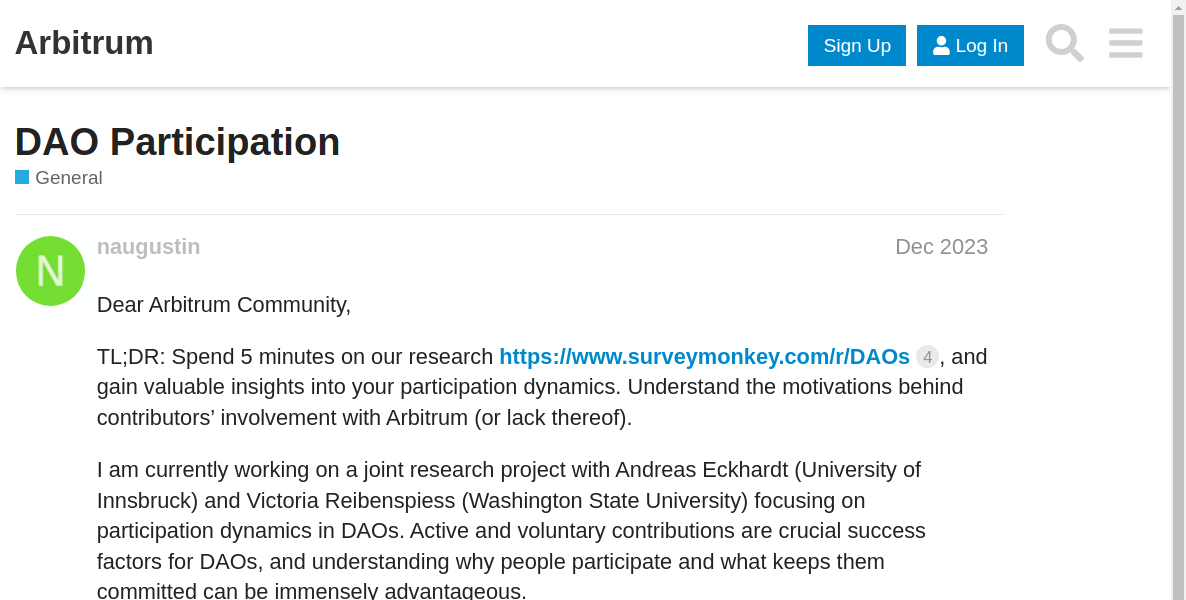 Arbitrum
Sign Up
Log In
DAO Participation
General
N
naugustin
Dec 2023
Dear Arbitrum Community,
TL;DR: Spend 5 minutes on our research https://www.surveymonkey.com/r/DAOs 4, and
gain valuable insights into your participation dynamics. Understand the motivations behind
contributors’ involvement with Arbitrum (or lack thereof).
I am currently working on a joint research project with Andreas Eckhardt (University of
Innsbruck) and Victoria Reibenspiess (Washington State University) focusing on
participation dynamics in DAOs. Active and voluntary contributions are crucial success
factors for DAOs, and understanding why people participate and what keeps them
committed can be immensely advantageous.